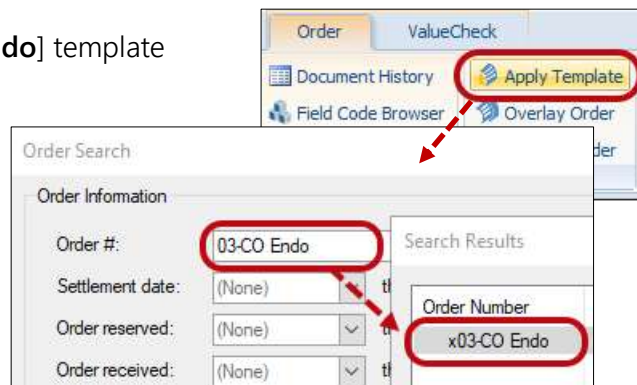 do] template
Order ValueCheck
Document History Apply Template
Field Code Browser Overlay Order
der
Order Search
Order Information
Order #: 03-CO Endo
Settlement date: (None) th
Order reserved: (None)
Order received: (None) th
Search Results
Order Number
x03-CO Endo